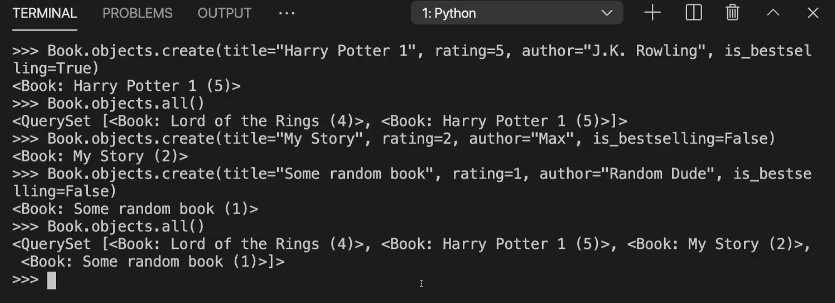 TERMINAL PROBLEMS OUTPUT ··· 1: Python
>>> Book.objects.create(title="Harry Potter 1", rating=5, author="J.K. Rowling", is_bestsel
ling=True)
<Book: Harry Potter 1 (5)>
>>> Book.objects.all()
<QuerySet [<Book: Lord of the Rings (4)>, <Book: Harry Potter 1 (5)>]>
>>> Book.objects.create(title="My Story", rating=2, author="Max", is_bestselling=False)
<Book: My Story (2)>
>>> Book.objects.create(title="Some random book", rating=1, author="Random Dude", is_bestse
lling=False)
<Book: Some random book (1)>
>>> Book.objects.all()
<QuerySet [<Book: Lord of the Rings (4)>, <Book: Harry Potter 1 (5)>, <Book: My Story (2)>,
 <Book: Some random book (1)>]>
>>>